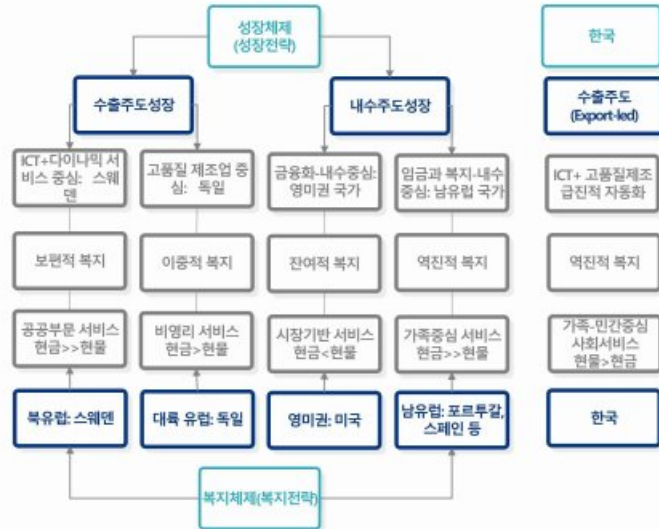 성장체제
(성장전략)
한국
수출주도성장
내수주도성장
수출주도
(Export-led)
ICT+다이나믹 서
비스 중심: 스웨
덴
고품질 제조업 중
심: 독일
금융화-내수중심:
영미권 국가
임금과 복지-내수
중심: 남유럽 국가
ICT+ 고품질제조
급진적 자동화
보편적 복지
이중적 복지
잔여적 복지
역진적 복지
역진적 복지
공공부문 서비스
현금>>현물
비영리 서비스
현금>현물
시장기반 서비스
현금<현물
가족중심 서비스
현금>>현물
가족-민간중심
사회서비스
현물>현금
북유럽: 스웨덴
대륙 유럽: 독일
영미권: 미국
남유럽: 포르투갈,
스페인 등
한국
복지체제(복지전략)